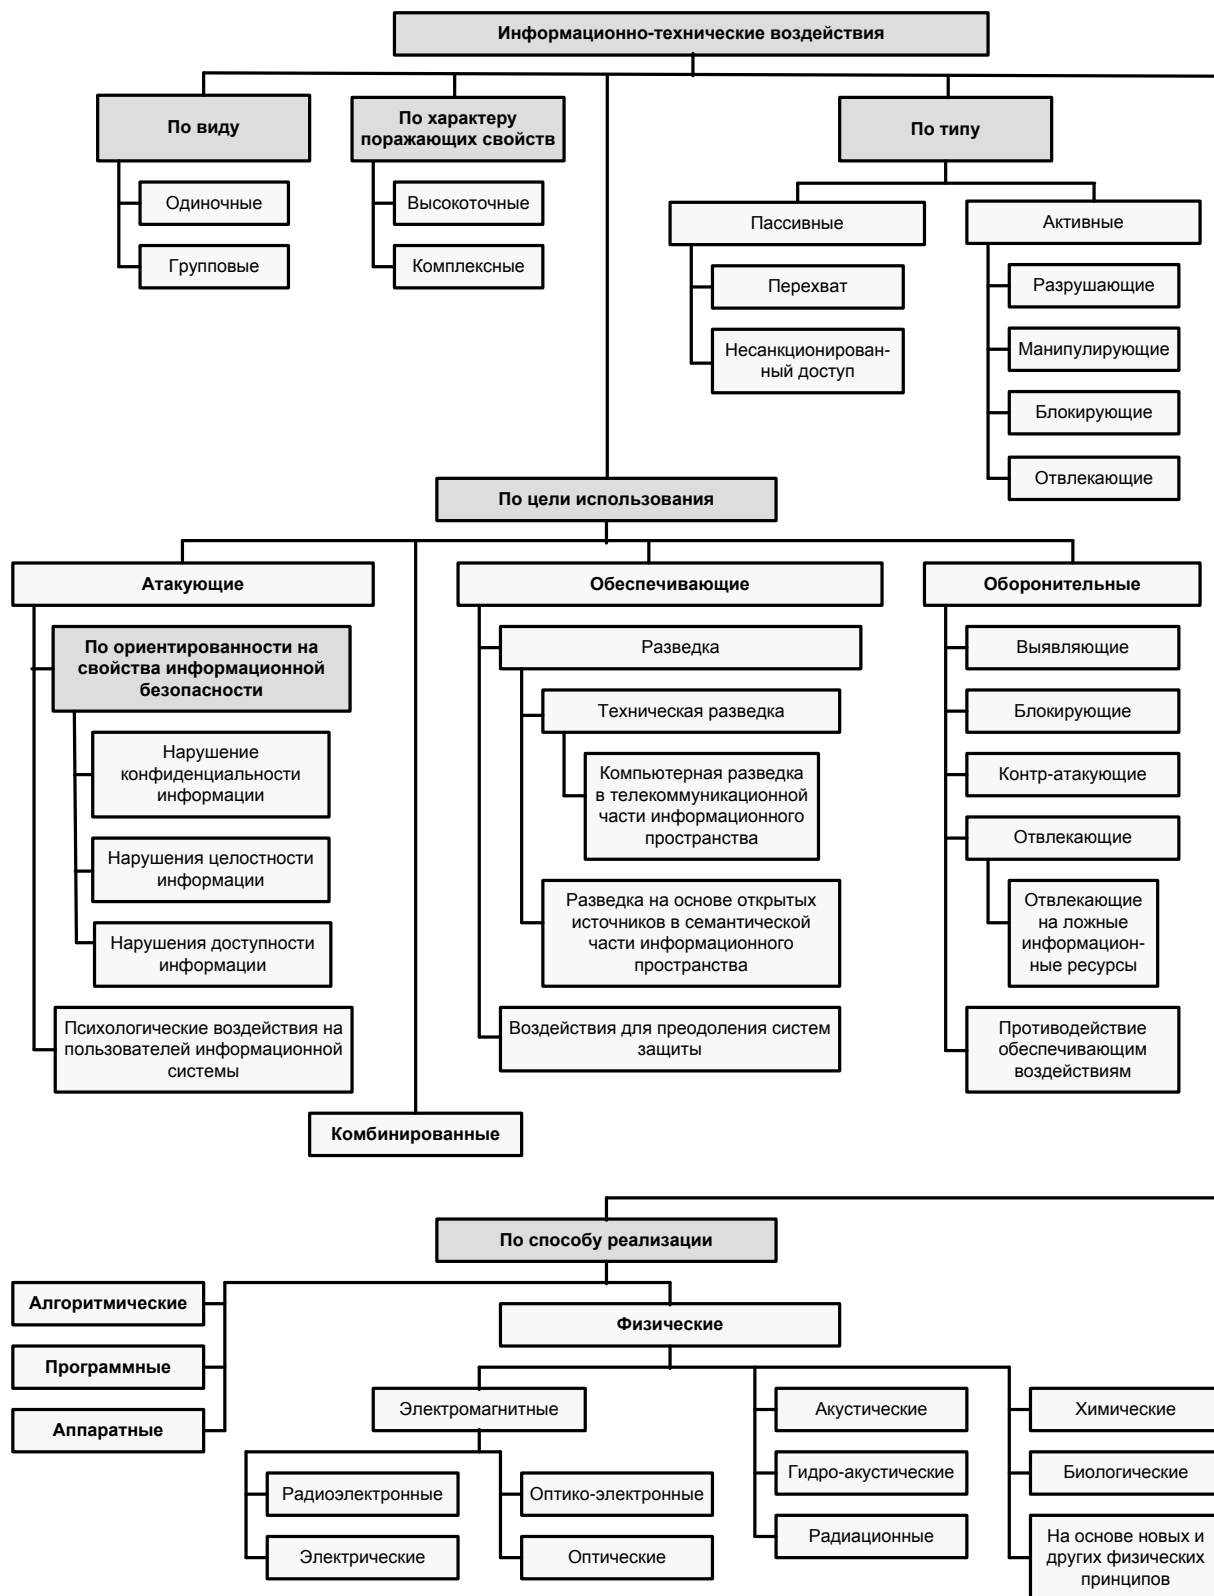 Информационно-технические воздействия
По виду
Одиночные
Групповые
По характеру
поражающих свойств
Высокоточные
Комплексные
По типу
Пассивные
Перехват
Несанкционирован-
ный доступ
Активные
Разрушающие
Манипулирующие
Блокирующие
Отвлекающие
По цели использования
Атакующие
По ориентированности на
свойства информационной
безопасности
Нарушение
конфиденциальности
информации
Нарушения целостности
информации
Нарушения доступности
информации
Психологические воздействия на
пользователей информационной
системы
Комбинированные
Обеспечивающие
Разведка
Техническая разведка
Компьютерная разведка
в телекоммуникационной
части информационного
пространства
Разведка на основе открытых
источников в семантической
части информационного
пространства
Воздействия для преодоления систем
защиты
Оборонительные
Выявляющие
Блокирующие
Контр-атакующие
Отвлекающие
Отвлекающие
на ложные
информацион-
ные ресурсы
Противодействие
обеспечивающим
воздействиям
По способу реализации
Алгоритмические
Программные
Аппаратные
Физические
Электромагнитные
Радиоэлектронные
Электрические
Оптико-электронные
Оптические
Акустические
Гидро-акустические
Радиационные
Химические
Биологические
На основе новых и
других физических
принципов